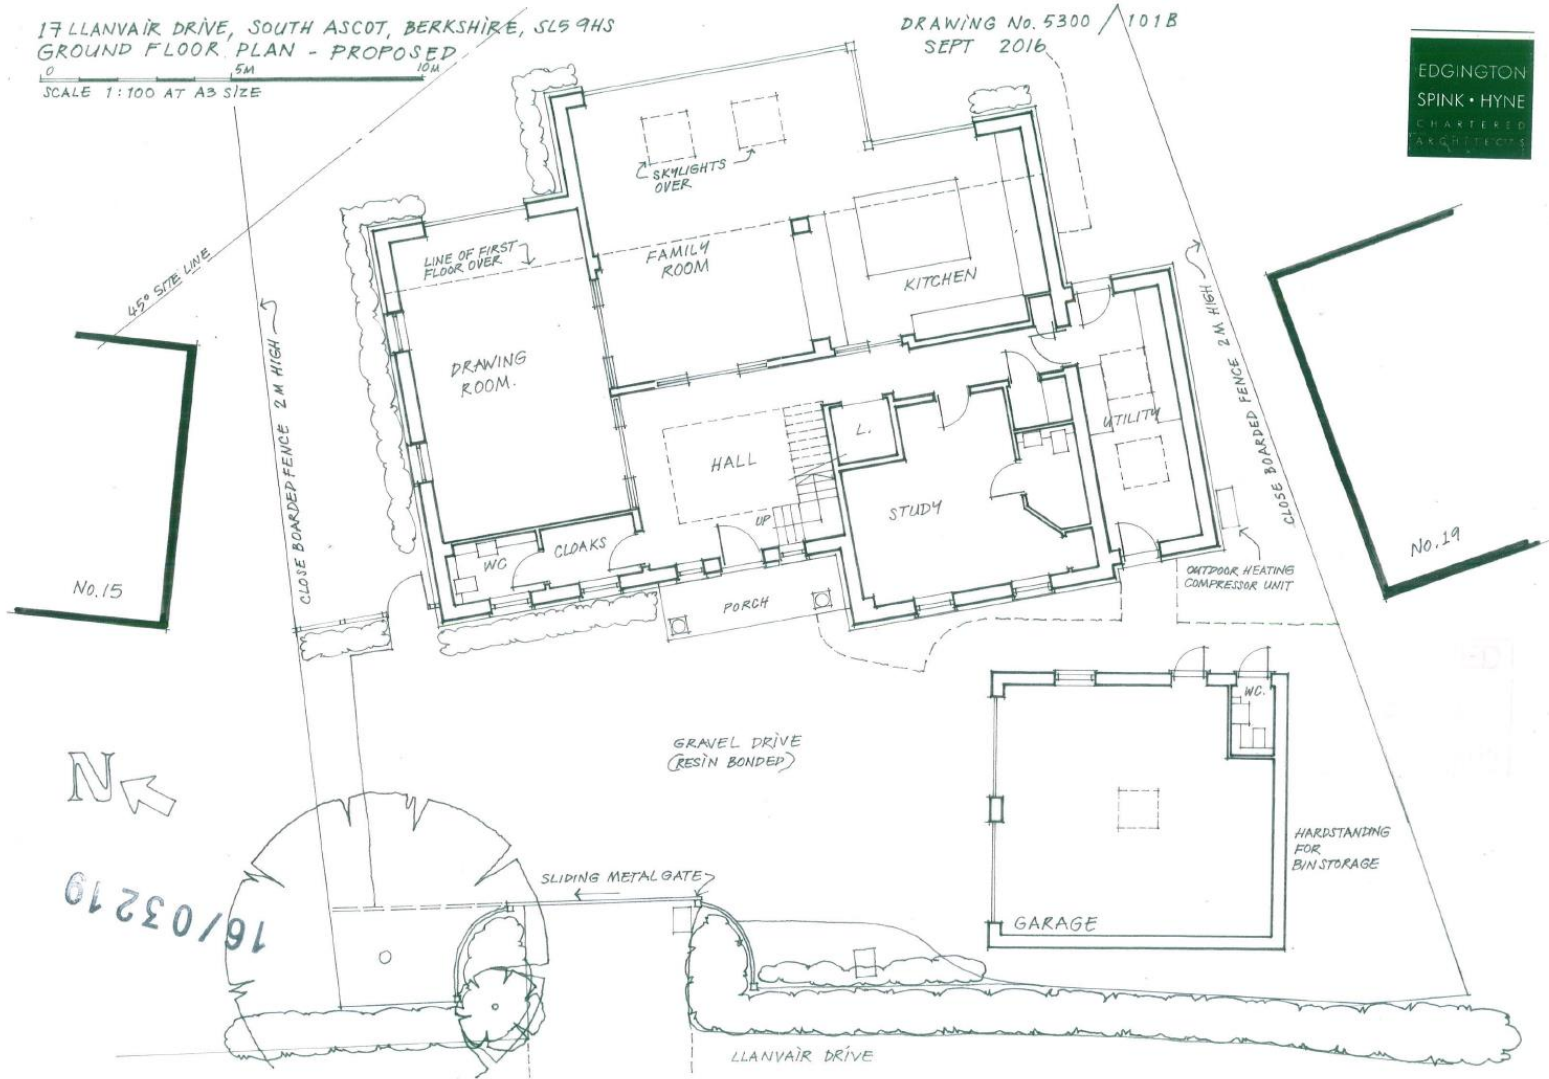 17 LLANVAIR DRIVE, SOUTH ASCOT, BERKSHIRE, SL5 9HS
GROUND FLOOR PLAN - PROPOSED
0 5M 10M
SCALE 1:100 AT A3 SIZE
DRAWING No. 5300 / 101B
SEPT 2016
EDGINGTON
SPINK • HYNE
CHARTERED
ARCHITECTS
SKYLIGHTS
OVER
45° SITE LINE
LINE OF FIRST
FLOOR OVER
FAMILY
ROOM
KITCHEN
CLOSE BOARDED FENCE 2M HIGH
CLOSE BOARDED FENCE 2M HIGH
DRAWING
ROOM.
HALL
L.
UTILITY
STUDY
UP
CLOAKS
WC
PORCH
No. 15
No. 19
OUTDOOR HEATING
COMPRESSOR UNIT
WC.
GRAVEL DRIVE
(RESIN BONDED)
N
HARDSTANDING
FOR
BIN STORAGE
SLIDING METAL GATE
16/03219
GARAGE
LLANVAIR DRIVE